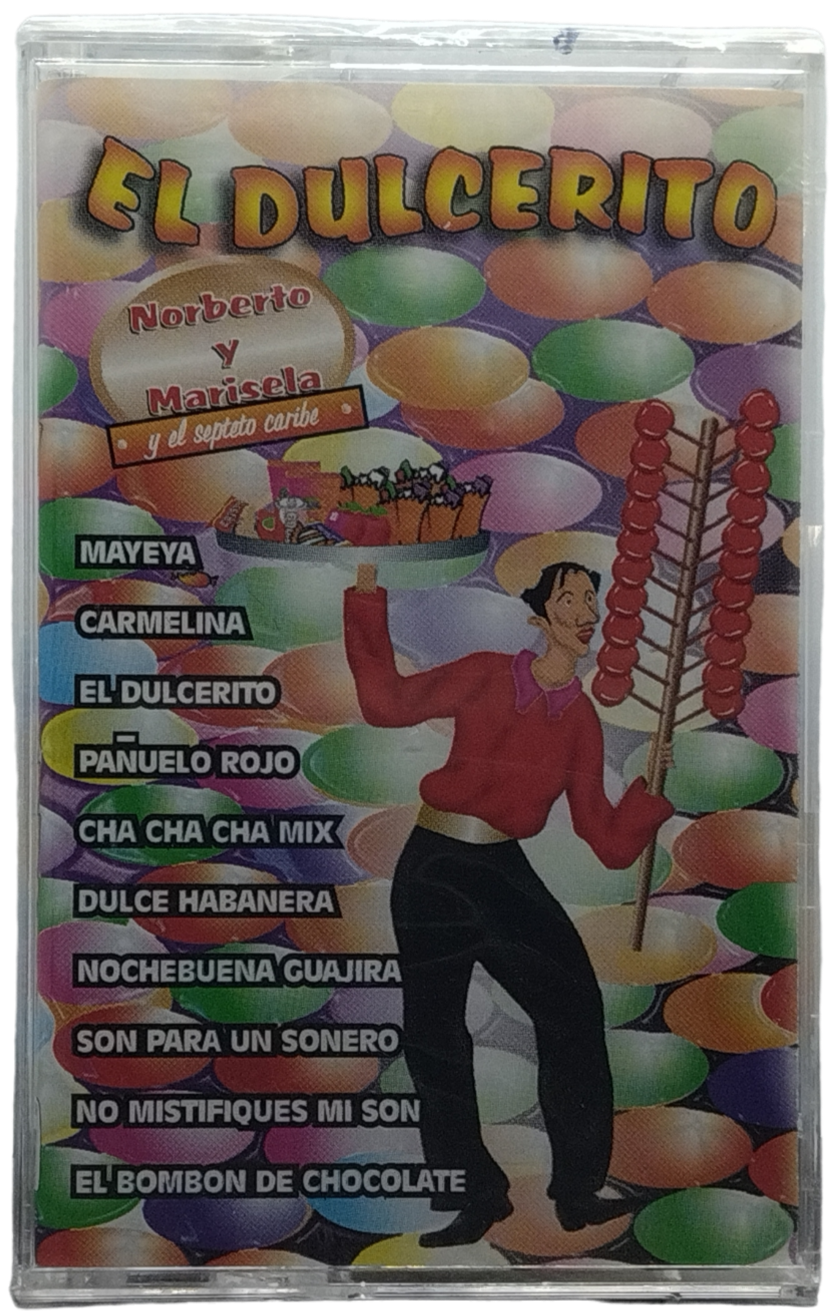 EL DULCERITO
Norberto
y
Marisela
y el septeto caribe
MAYEYA
CARMELINA
EL DULCERITO
PAÑUELO ROJO
CHA CHA CHA MIX
DULCE HABANERA
NOCHEBUENA GUAJIRA
SON PARA UN SONERO
NO MISTIFIQUES MI SON
EL BOMBON DE CHOCOLATE